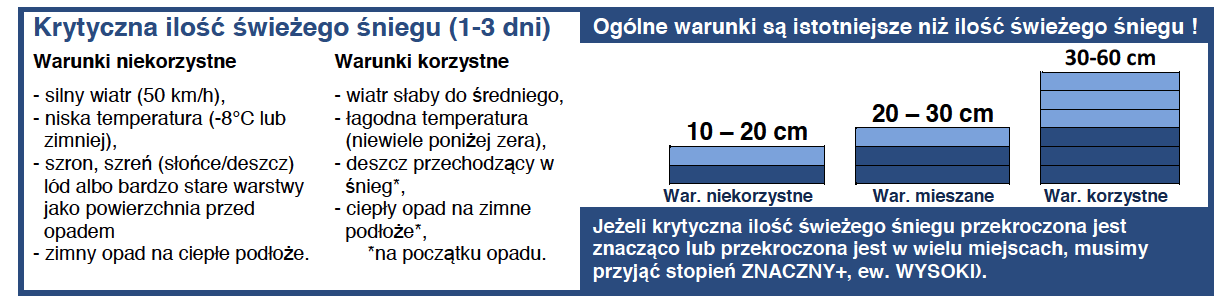 Krytyczna ilość świeżego śniegu (1-3 dni)
Warunki niekorzystne
- silny wiatr (50 km/h),
- niska temperatura (-8°C lub
zimniej),
- szron, szreń (słońce/deszcz)
lód albo bardzo stare warstwy
jako powierzchnia przed
opadem
- zimny opad na ciepłe podłoże.
Warunki korzystne
- wiatr słaby do średniego,
- łagodna temperatura
(niewiele poniżej zera),
- deszcz przechodzący w
śnieg*,
- ciepły opad na zimne
podłoże*,
*na początku opadu.
Ogólne warunki są istotniejsze niż ilość świeżego śniegu !
10 – 20 cm
War. niekorzystne
20 – 30 cm
War. mieszane
30-60 cm
War. korzystne
Jeżeli krytyczna ilość świeżego śniegu przekroczona jest
znacząco lub przekroczona jest w wielu miejscach, musimy
przyjąć stopień ZNACZNY+, ew. WYSOKI).